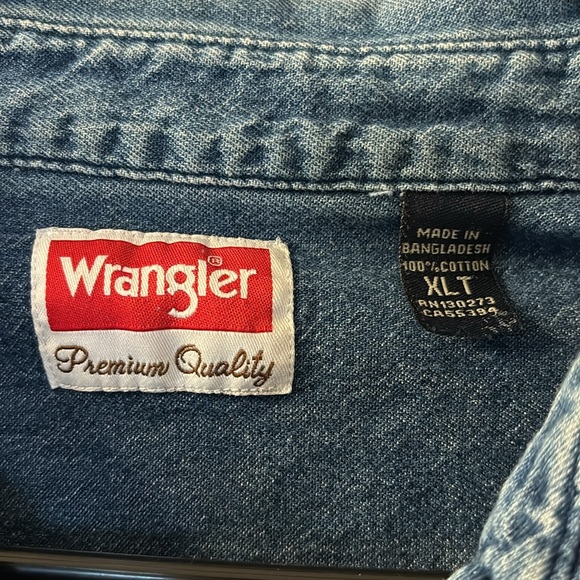 Wrangler®
Premium Quality
MADE IN
BANGLADESH
100% COTTON
XLT
RN130273
CA55394